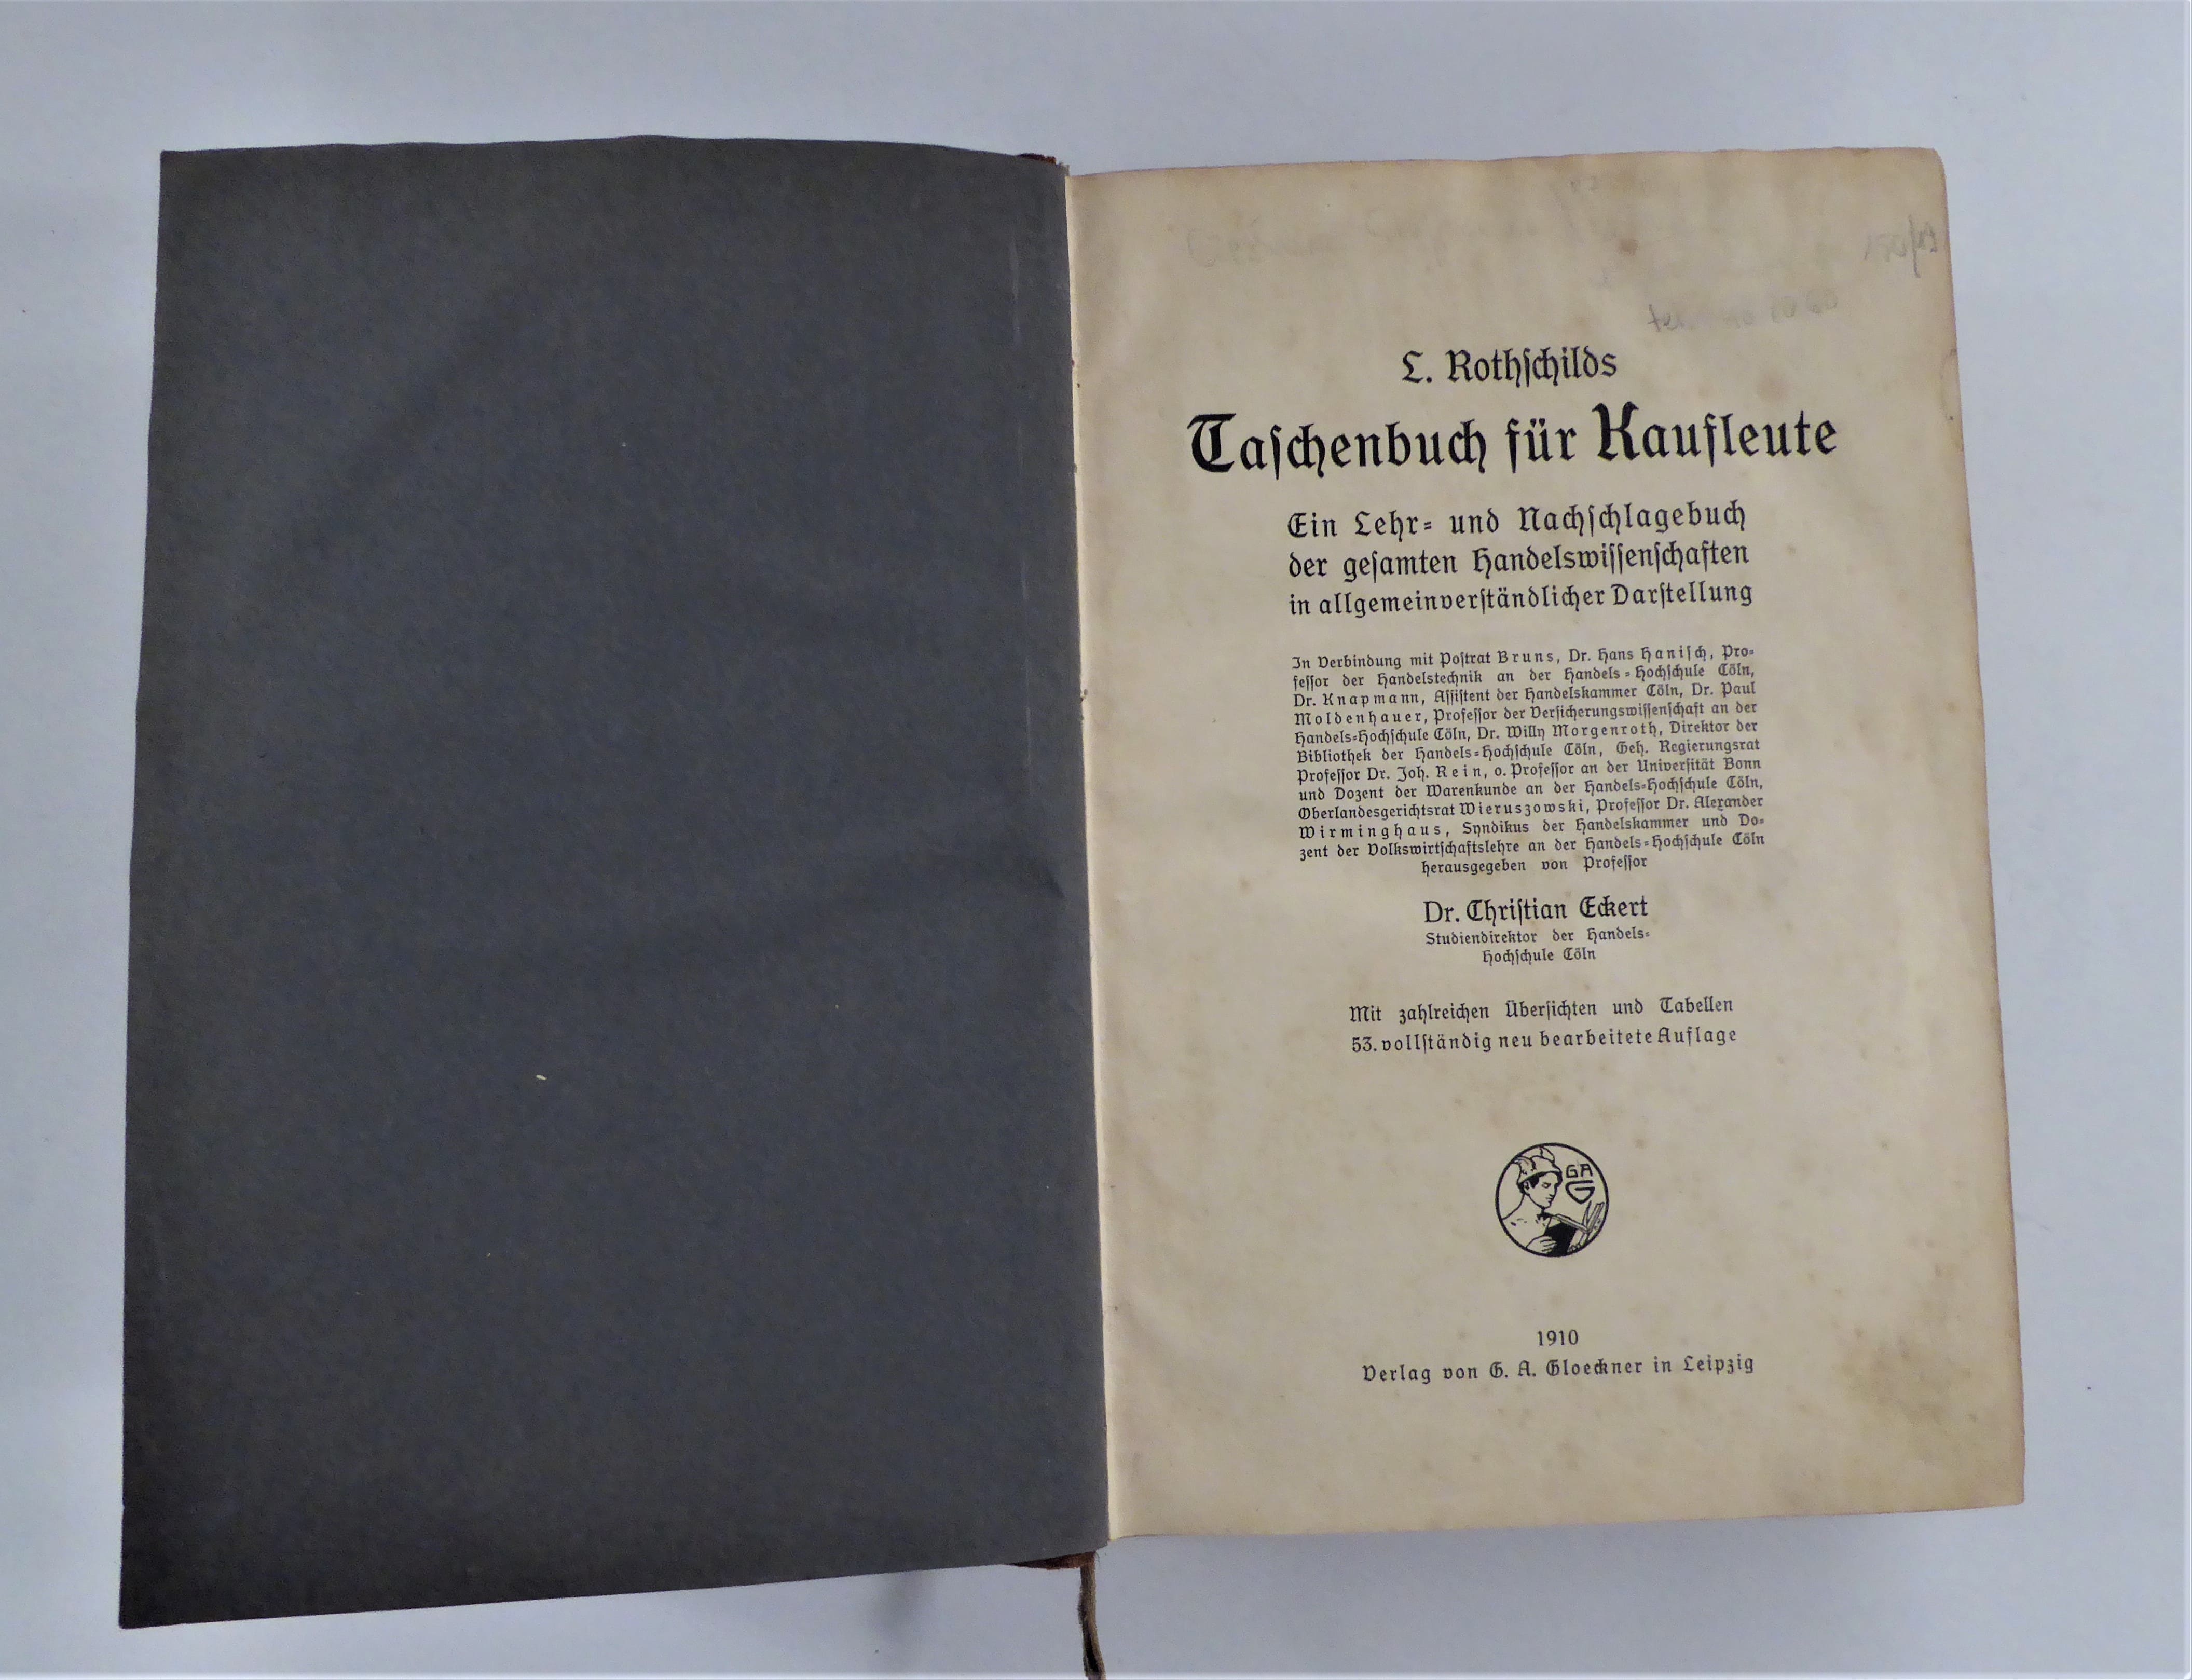 L. Rothschilds
Taschenbuch für Kaufleute
Ein Lehr- und Nachschlagebuch
der gesamten Handelswissenschaften
in allgemeinverständlicher Darstellung
In Verbindung mit Postrat Bruns, Dr. Hans Hanisch, Pro-
fessor der Handelstechnik an der Handels-Hochschule Cöln,
Dr. Knapmann, Assistent der Handelskammer Cöln, Dr. Paul
Moldenhauer, Professor der Versicherungswissenschaft an der
Handels-Hochschule Cöln, Dr. Willy Morgenroth, Direktor der
Bibliothek der Handels-Hochschule Cöln, Geh. Regierungsrat
Professor Dr. Joh. Rein, o. Professor an der Universität Bonn
und Dozent der Warenkunde an der Handels-Hochschule Cöln,
Oberlandesgerichtsrat Wieruszowski, Professor Dr. Alexander
Wirminghaus, Syndikus der Handelskammer und Do-
zent der Volkswirtschaftslehre an der Handels-Hochschule Cöln
herausgegeben von Professor
Dr. Christian Eckert
Studiendirektor der Handels-
Hochschule Cöln
Mit zahlreichen Übersichten und Tabellen
53. vollständig neu bearbeitete Auflage
GA
G
1910
Verlag von G. A. Gloeckner in Leipzig